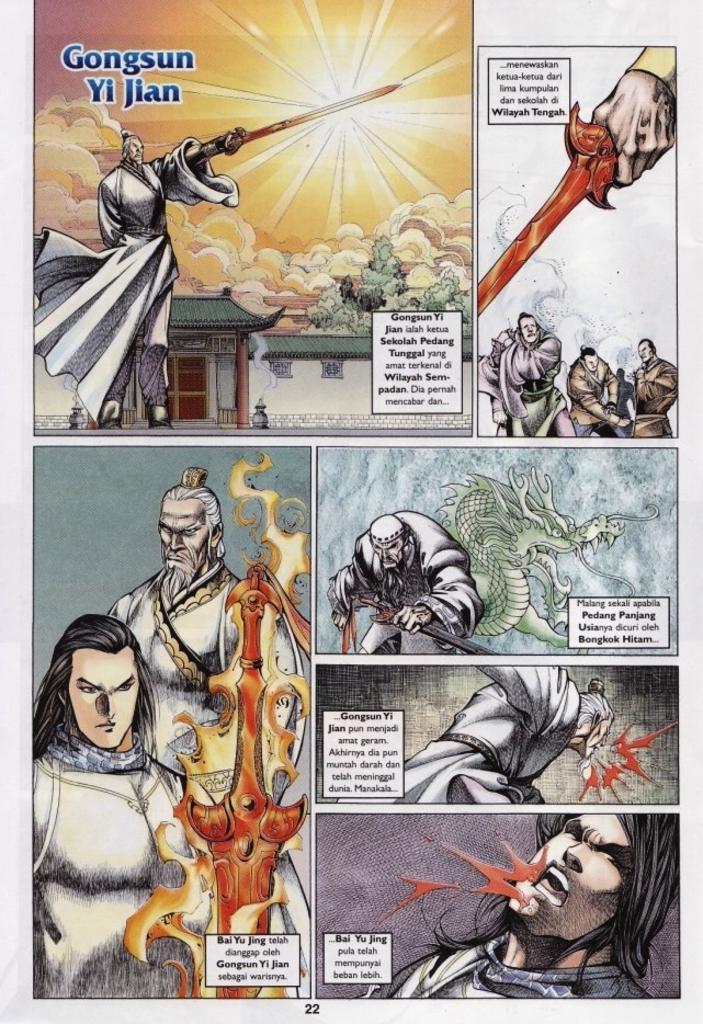 Gongsun
Yi Jian
Gongsun Yi
Jian ialah ketua
Sekolah Pedang
Tunggal yang
amat terkenal di
Wilayah Sem-
padan. Dia pernah
mencabar dan...
...menewaskan
ketua-ketua dari
lima kumpulan
dan sekolah di
Wilayah Tengah.
Bai Yu Jing telah
dianggap oleh
Gongsun Yi Jian
sebagai warisnya.
Malang sekali apabila
Pedang Panjang
Usianya dicuri oleh
Bongkok Hitam...
...Gongsun Yi
Jian pun menjadi
amat geram.
Akhirnya dia pun
muntah darah dan
telah meninggal
dunia. Manakala...
...Bai Yu Jing
pula telah
mempunyai
beban lebih.
22